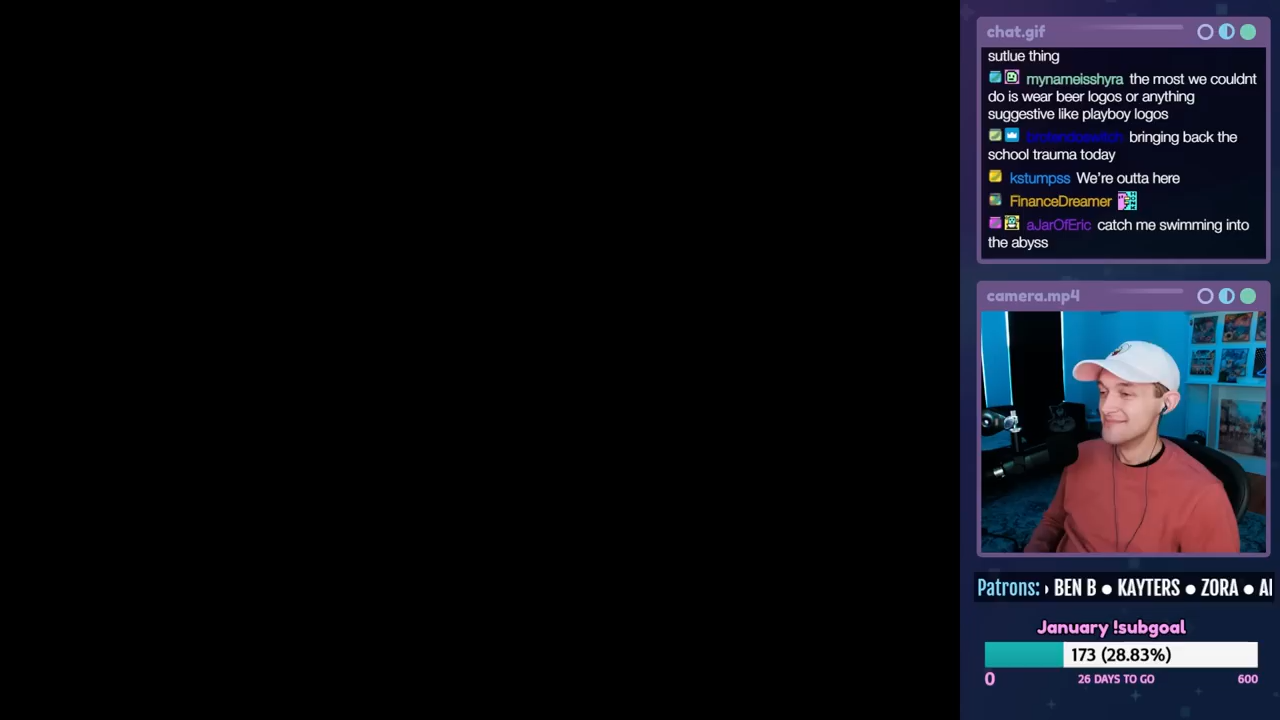 chat.gif
sutlue thing
mynameisshyra the most we couldnt
do is wear beer logos or anything
suggestive like playboy logos
bringing back the
school trauma today
kstumpss We're outta here
FinanceDreamer
aJarOfEric catch me swimming into
the abyss
camera.mp4
Patrons: BEN B ● KAYTERS ● ZORA ●
January !subgoal
173 (28.83%)
0 26 DAYS TO GO 600